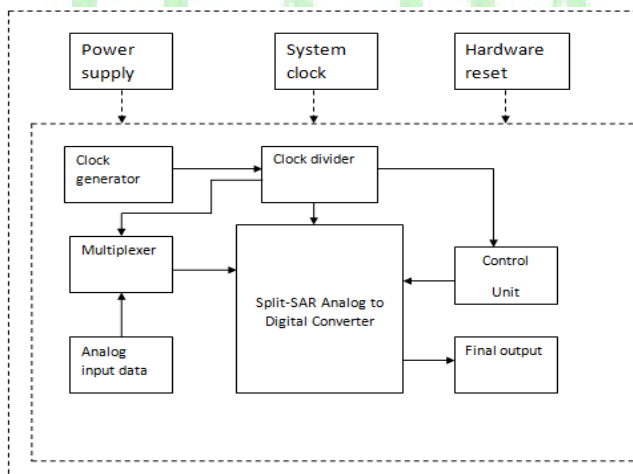 Power
supply
System
clock
Hardware
reset
Clock
generator
Clock divider
Multiplexer
Control
Unit
Split-SAR Analog to
Digital Converter
Analog
input data
Final output